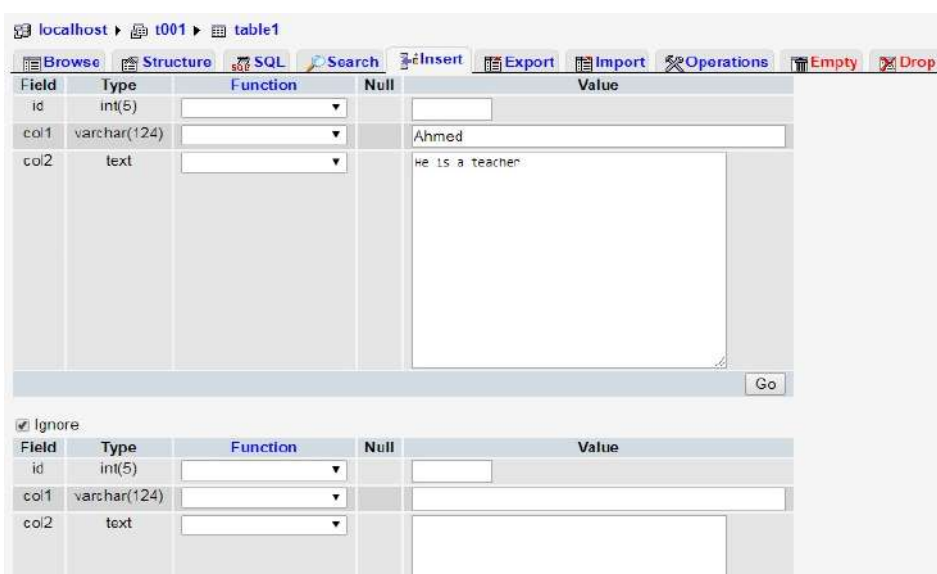 localhost ▸ t001 ▸ table1
Browse Structure SQL Search Insert Export Import Operations Empty Drop
Field Type Function Null Value
id int(5)
col1 varchar(124) Ahmed
col2 text He is a teacher
Go
Ignore
Field Type Function Null Value
id int(5)
col1 varchar(124)
col2 text